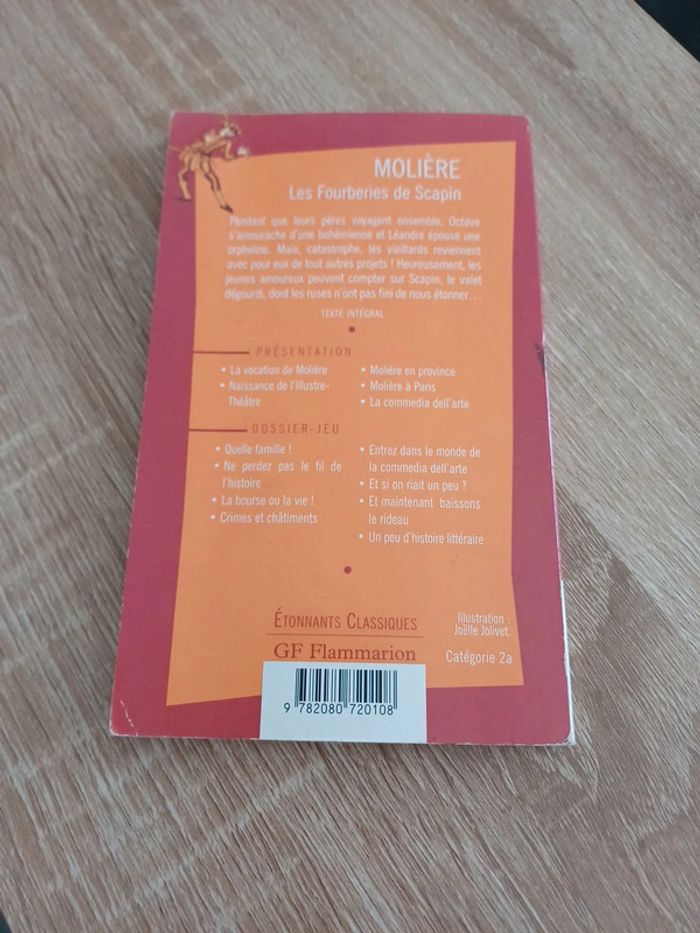 MOLIÈRE
Les Fourberies de Scapin
Pendant que leurs pères voyagent ensemble, Octave
s'amourache d'une bohémienne et Léandre épouse une
orpheline. Mais, catastrophe, les vieillards reviennent
avec pour eux de tout autres projets ! Heureusement, les
jeunes amoureux peuvent compter sur Scapin, le valet
dégourdi, dont les ruses n'ont pas fini de nous étonner…
TEXTE INTÉGRAL
PRÉSENTATION
• La vocation de Molière
• Naissance de l'Illustre-
Théâtre
• Molière en province
• Molière à Paris
• La commedia dell'arte
DOSSIER-JEU
• Quelle famille !
• Ne perdez pas le fil de
l'histoire
• La bourse ou la vie !
• Crimes et châtiments
• Entrez dans le monde de
la commedia dell'arte
• Et si on riait un peu ?
• Et maintenant baissons
le rideau
• Un peu d'histoire littéraire
ÉTONNANTS CLASSIQUES
GF Flammarion
Illustration :
Joëlle Jolivet.
Catégorie 2a
9 782080 720108